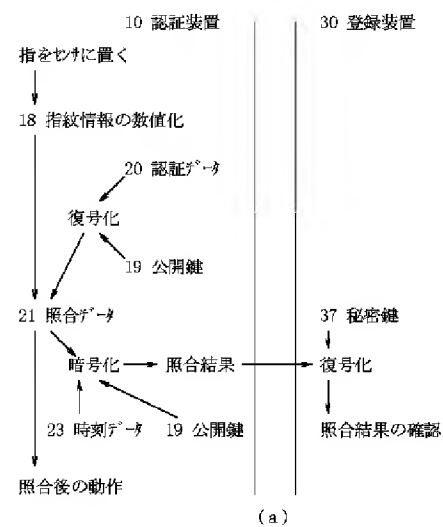 10 認証装置 30 登録装置
指をセンサに置く
18 指紋情報の数値化
20 認証データ
復号化
19 公開鍵
21 照合データ 37 秘密鍵
暗号化 照合結果 復号化
23 時刻データ 19 公開鍵 照合結果の確認
照合後の動作
(a)